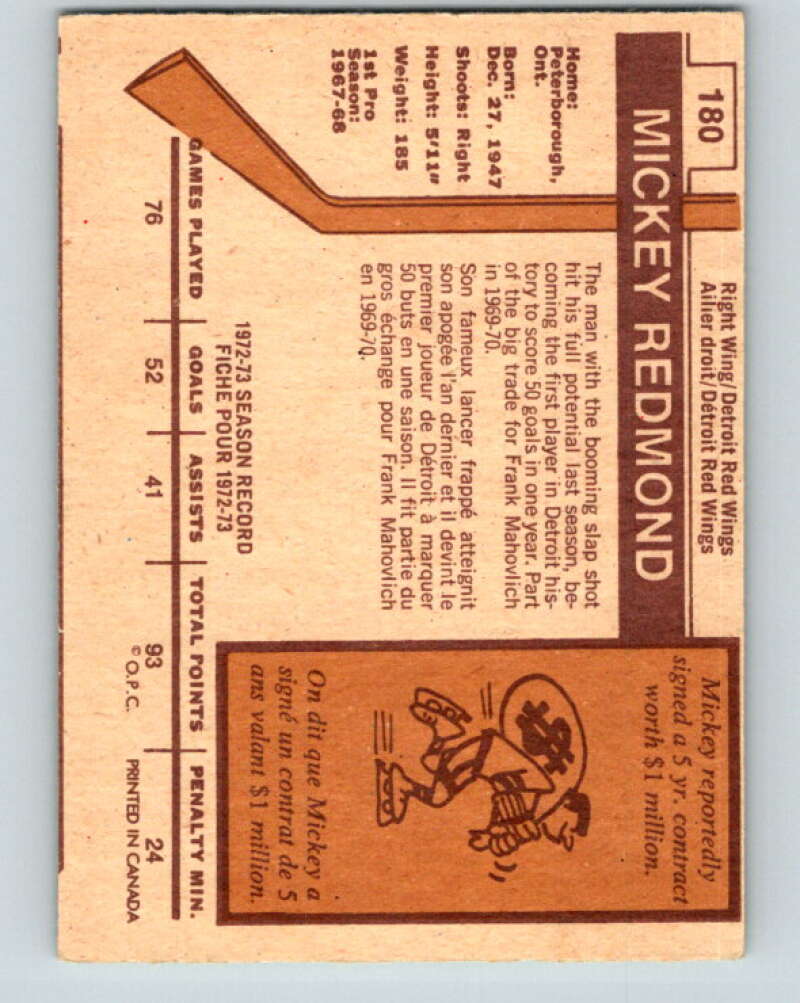 180
Right Wing/Detroit Red Wings
Ailier droit/Détroit Red Wings
MICKEY REDMOND
Home:
Peterborough,
Ont.
Born:
Dec. 27, 1947
Shoots: Right
Height: 5'11"
Weight: 185
1st Pro
Season:
1967-68
The man with the booming slap shot
hit his full potential last season, be-
coming the first player in Detroit his-
tory to score 50 goals in one year. Part
of the big trade for Frank Mahovlich
in 1969-70.
Son fameux lancer frappé atteignit
son apogée l'an dernier et il devint le
premier joueur de Détroit à marquer
50 buts en une saison. Il fit partie du
gros échange pour Frank Mahovlich
en 1969-70.
Mickey reportedly
signed a 5 yr. contract
worth $1 million.
$
On dit que Mickey a
signé un contrat de 5
ans valant $1 million.
1972-73 SEASON RECORD
FICHE POUR 1972-73
GAMES PLAYED GOALS ASSISTS TOTAL POINTS PENALTY MIN.
76 52 41 93 24
© O.P.C. PRINTED IN CANADA